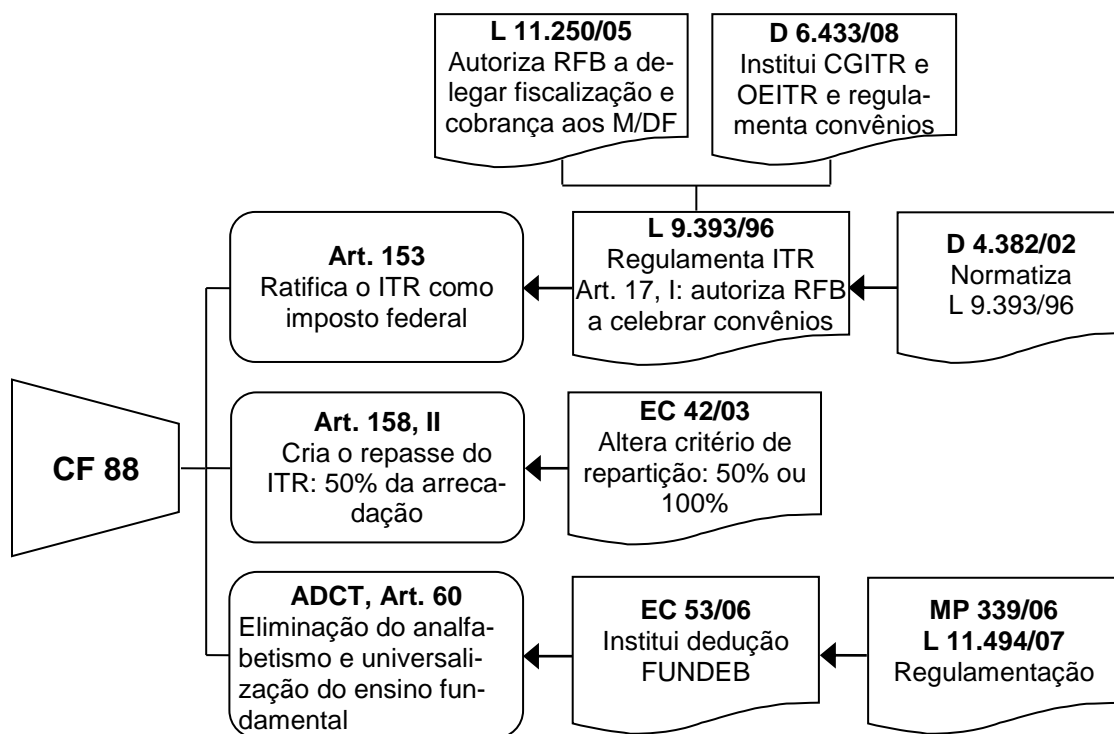 L 11.250/05
Autoriza RFB a de-
legar fiscalização e
cobrança aos M/DF
D 6.433/08
Institui CGITR e
OEITR e regula-
menta convênios
Art. 153
Ratifica o ITR como
imposto federal
L 9.393/96
Regulamenta ITR
Art. 17, I: autoriza RFB
a celebrar convênios
D 4.382/02
Normatiza
L 9.393/96
CF 88
Art. 158, II
Cria o repasse do
ITR: 50% da arreca-
dação
EC 42/03
Altera critério de
repartição: 50% ou
100%
ADCT, Art. 60
Eliminação do analfa-
betismo e universali-
zação do ensino fun-
damental
EC 53/06
Institui dedução
FUNDEB
MP 339/06
L 11.494/07
Regulamentação